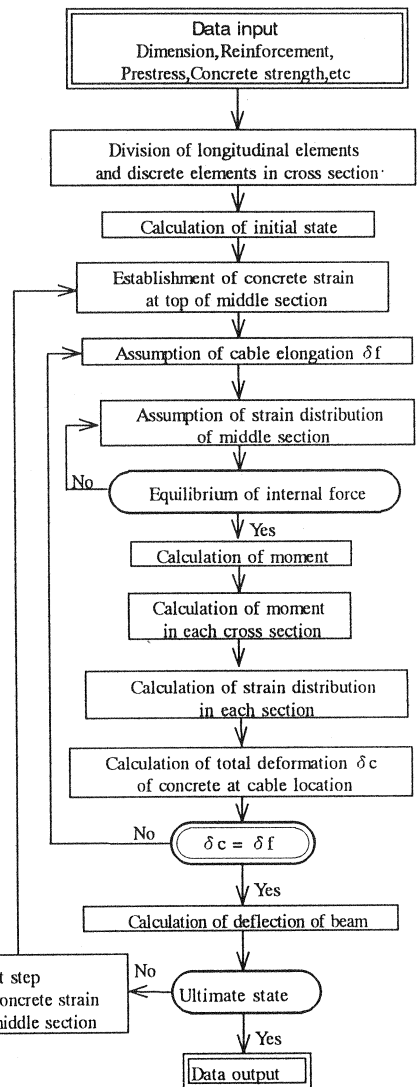 Data input
Dimension,Reinforcement,
Prestress,Concrete strength,etc
Division of longitudinal elements
and discrete elements in cross section
Calculation of initial state
Establishment of concrete strain
at top of middle section
Assumption of cable elongation δf
Assumption of strain distribution
of middle section
No
Equilibrium of internal force
Yes
Calculation of moment
Calculation of moment
in each cross section
Calculation of strain distribution
in each section
Calculation of total deformation δc
of concrete at cable location
No
δc = δf
Yes
Calculation of deflection of beam
No
step
concrete strain
middle section
Ultimate state
Yes
Data output